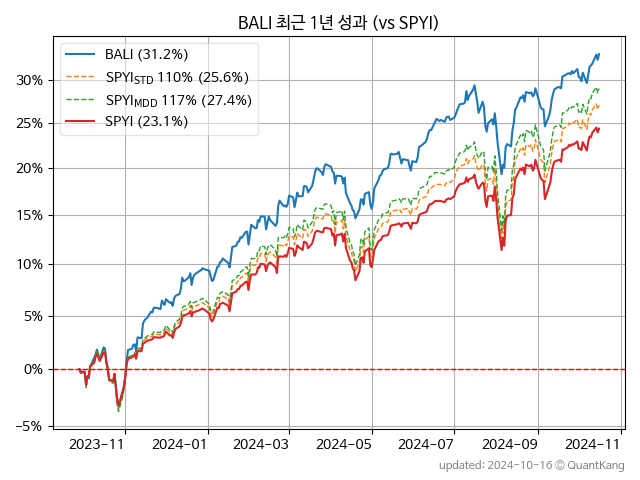 BALI 최근 1년 성과 (vs SPYI)
BALI (31.2%)
SPYI_STD 110% (25.6%)
SPYI_MDD 117% (27.4%)
SPYI (23.1%)
30%
25%
20%
15%
10%
5%
0%
−5%
2023−11 2024−01 2024−03 2024−05 2024−07 2024−09 2024−11
updated: 2024-10-16 © QuantKang